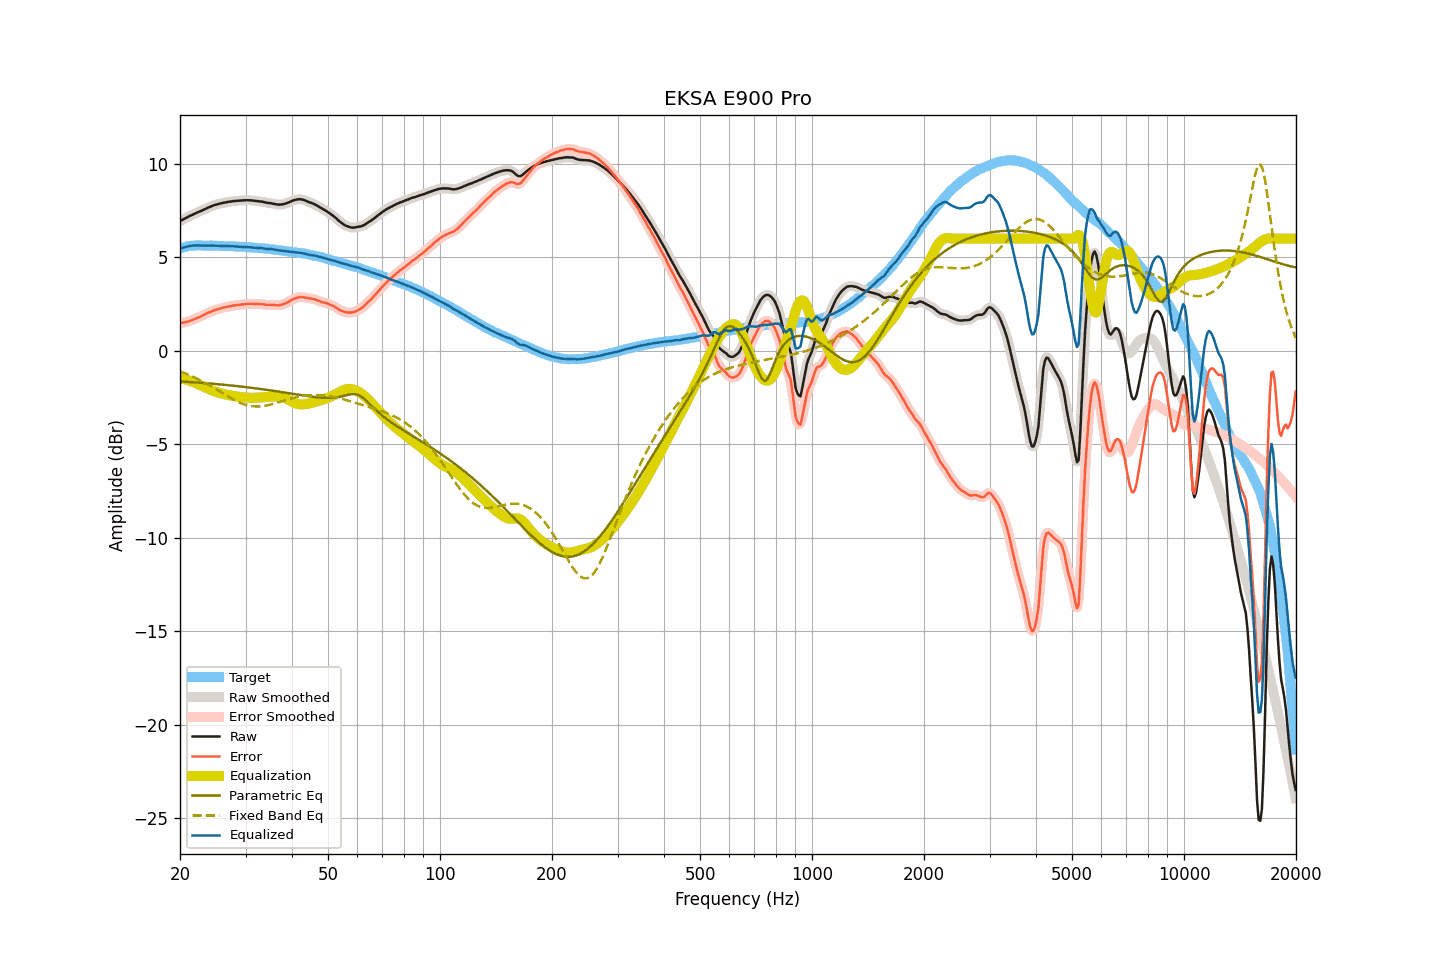 EKSA E900 Pro
Amplitude (dBr)
10
5
0
−5
−10
−15
−20
−25
Target
Raw Smoothed
Error Smoothed
Raw
Error
Equalization
Parametric Eq
Fixed Band Eq
Equalized
20 50 100 200 500 1000 2000 5000 10000 20000
Frequency (Hz)